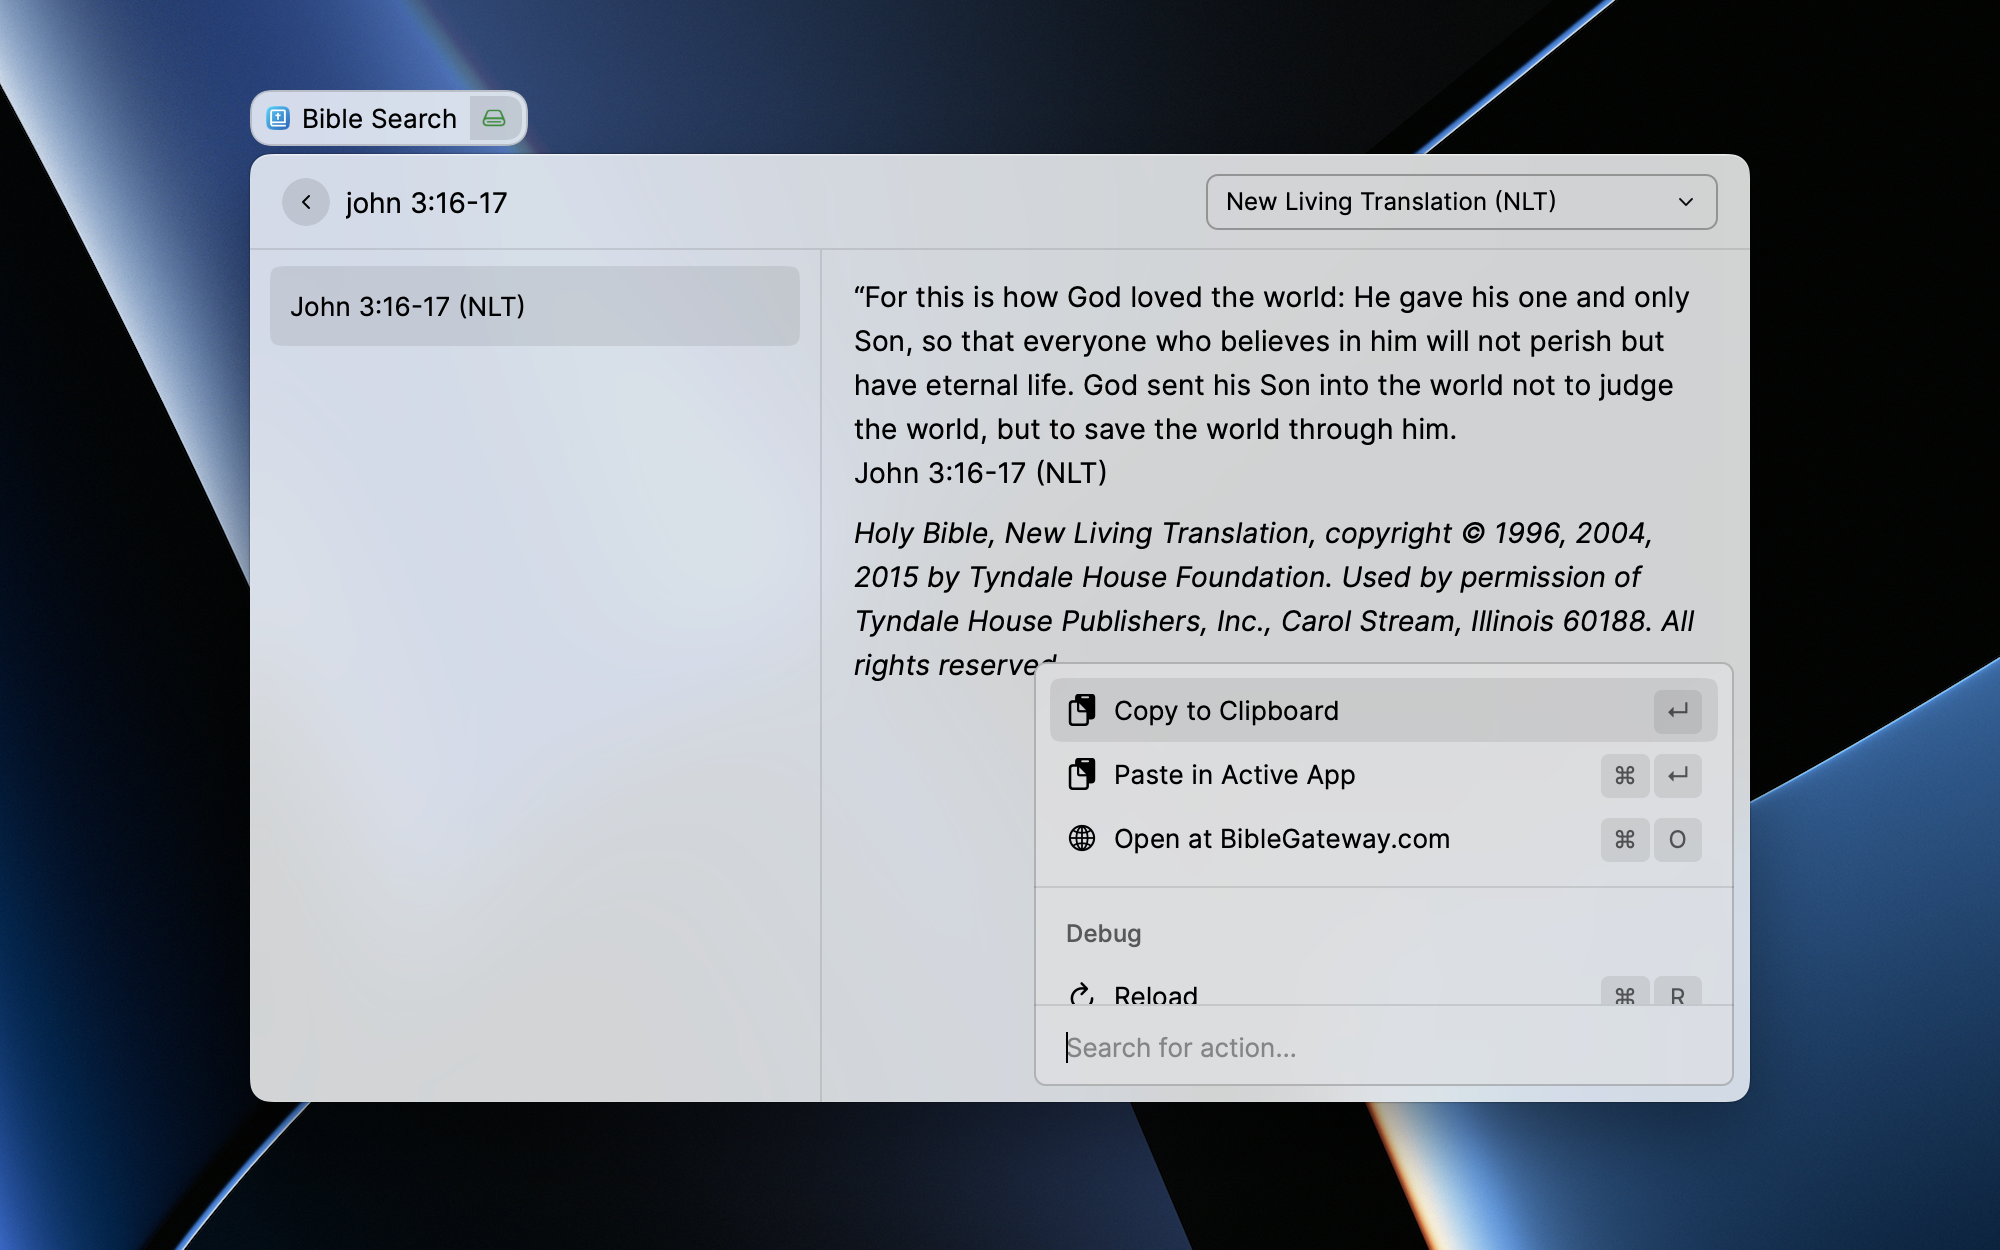 Bible Search
john 3:16-17
New Living Translation (NLT)
John 3:16-17 (NLT)
“For this is how God loved the world: He gave his one and only
Son, so that everyone who believes in him will not perish but
have eternal life. God sent his Son into the world not to judge
the world, but to save the world through him.
John 3:16-17 (NLT)
Holy Bible, New Living Translation, copyright © 1996, 2004,
2015 by Tyndale House Foundation. Used by permission of
Tyndale House Publishers, Inc., Carol Stream, Illinois 60188. All
rights reserved
Copy to Clipboard ↵
Paste in Active App ⌘ ↵
Open at BibleGateway.com ⌘ O
Debug
Reload ⌘ R
Search for action...